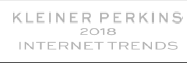 KLEINER PERKINS
2018
INTERNET TRENDS